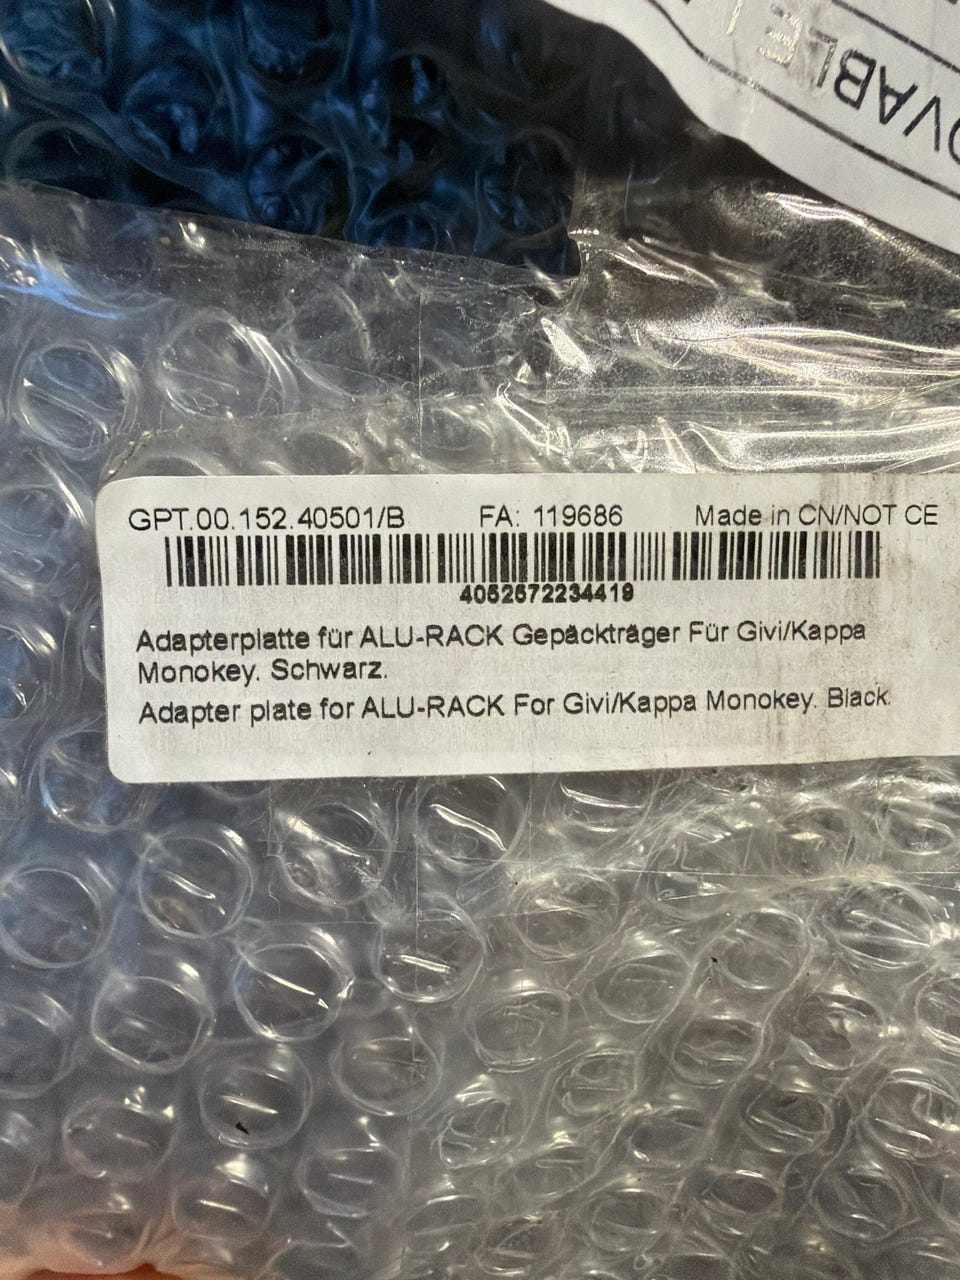 OVABLE
GPT.00.152.40501/B FA: 119686 Made in CN/NOT CE
4052572234419
Adapterplatte für ALU-RACK Gepäckträger Für Givi/Kappa
Monokey. Schwarz.
Adapter plate for ALU-RACK For Givi/Kappa Monokey. Black.